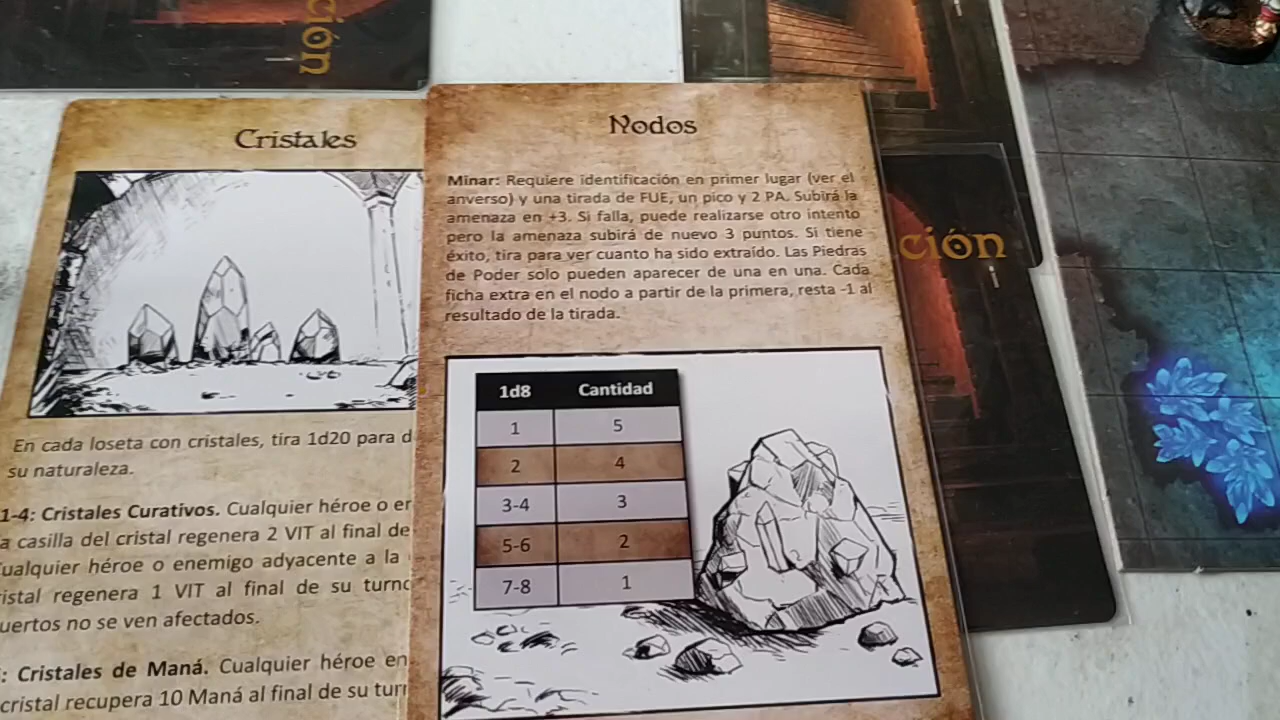 ción
Cristales
En cada loseta con cristales, tira 1d20 para
su naturaleza.
1-4: Cristales Curativos. Cualquier héroe o
a casilla del cristal regenera 2 VIT al final de
ualquier héroe o enemigo adyacente a la
ristal regenera 1 VIT al final de su turno
uertos no se ven afectados.
: Cristales de Maná. Cualquier héroe en
cristal recupera 10 Maná al final de su
Nodos
Minar: Requiere identificación en primer lugar (ver el
anverso) y una tirada de FUE, un pico y 2 PA. Subirá la
amenaza en +3. Si falla, puede realizarse otro intento
pero la amenaza subirá de nuevo 3 puntos. Si tiene
éxito, tira para ver cuanto ha sido extraído. Las Piedras
de Poder solo pueden aparecer de una en una. Cada
ficha extra en el nodo a partir de la primera, resta -1 al
resultado de la tirada.
1d8 Cantidad
1 5
2 4
3-4 3
5-6 2
7-8 1
ción